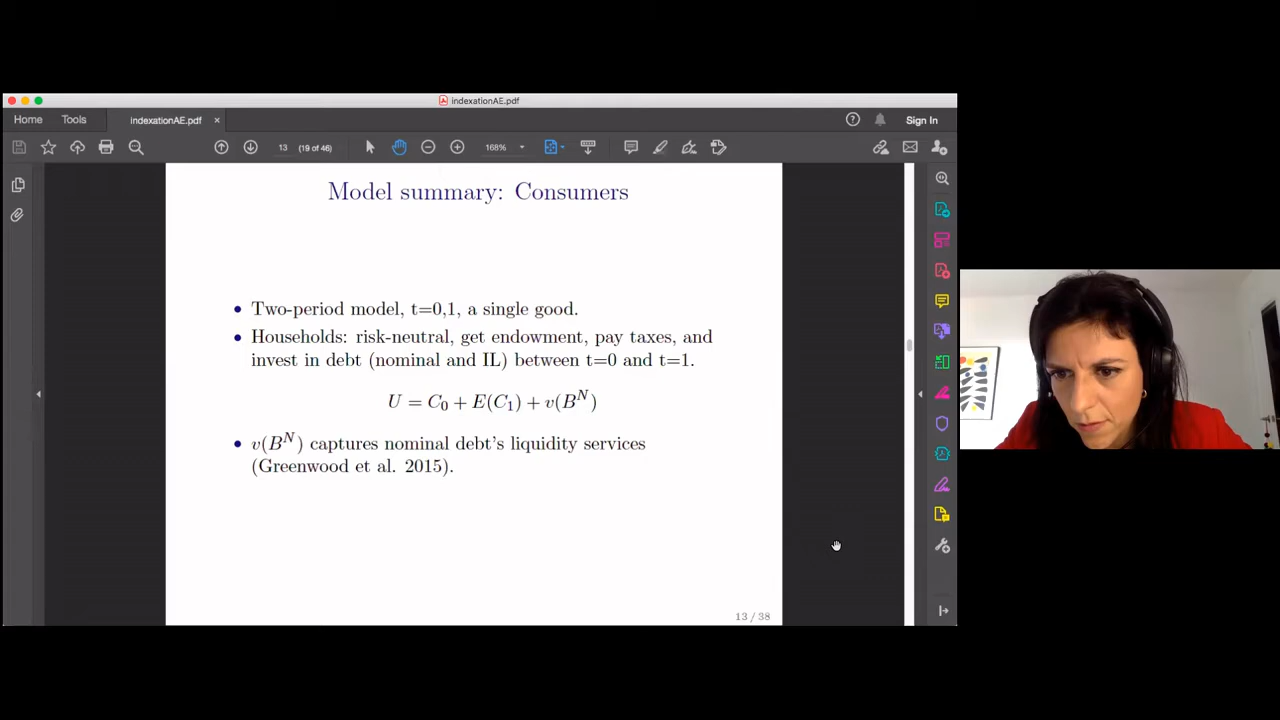 indexationAE.pdf
Home Tools indexationAE.pdf × Sign In
13 (19 of 46) 168%
Model summary: Consumers
• Two-period model, t=0,1, a single good.
• Households: risk-neutral, get endowment, pay taxes, and
invest in debt (nominal and IL) between t=0 and t=1.
U = C₀ + E(C₁) + v(Bᴺ)
• v(Bᴺ) captures nominal debt's liquidity services
(Greenwood et al. 2015).
13 / 38